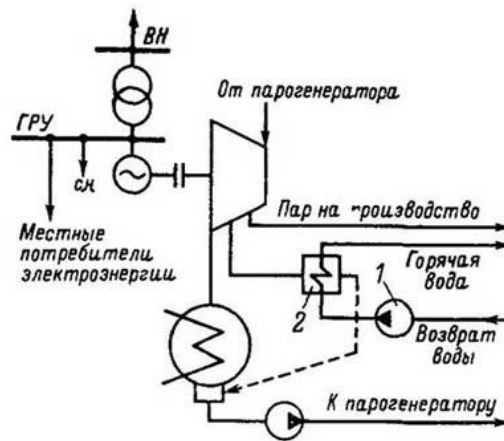 ВН
ГРУ
сн
Местные
потребители
электроэнергии
От парогенератора
Пар на производство
Горячая
вода
1
2
Возврат
воды
К парогенератору